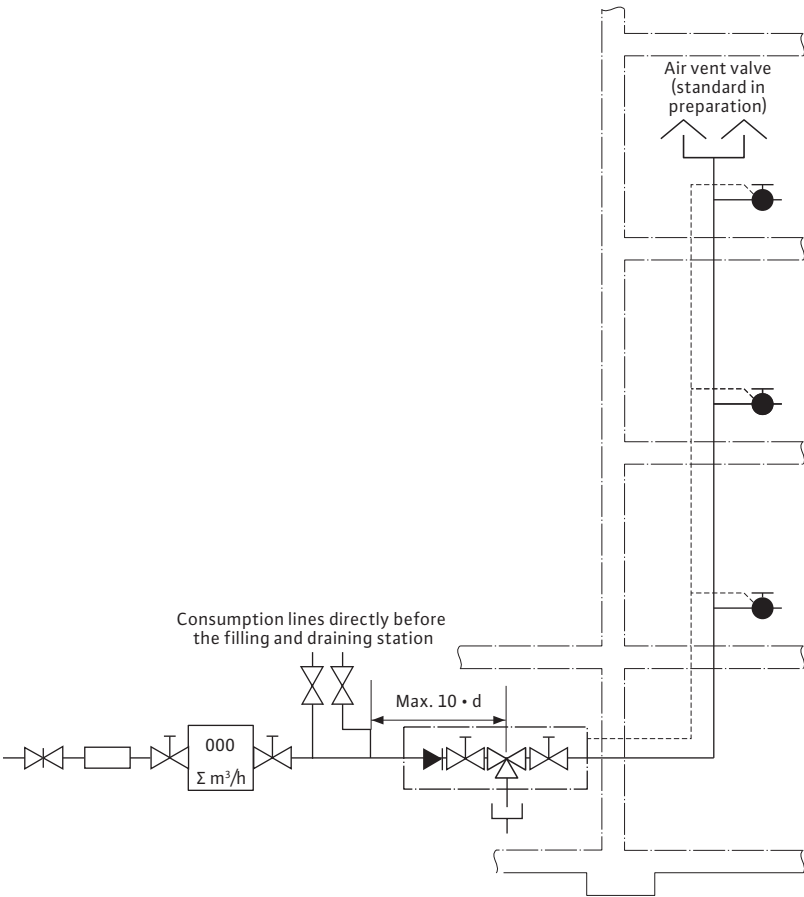 Air vent valve
(standard in
preparation)
Consumption lines directly before
the filling and draining station
Max. 10 • d
000
Σ m³/h